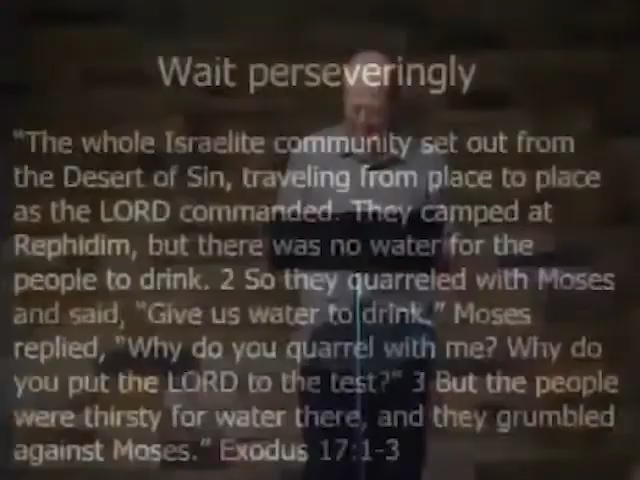 Wait perseveringly
"The whole Israelite community set out from
the Desert of Sin, traveling from place to place
as the LORD commanded. They camped at
Rephidim, but there was no water for the
people to drink. 2 So they quarreled with Moses
and said, "Give us water to drink." Moses
replied, "Why do you quarrel with me? Why do
you put the LORD to the test?" 3 But the people
were thirsty for water there, and they grumbled
against Moses." Exodus 17:1-3